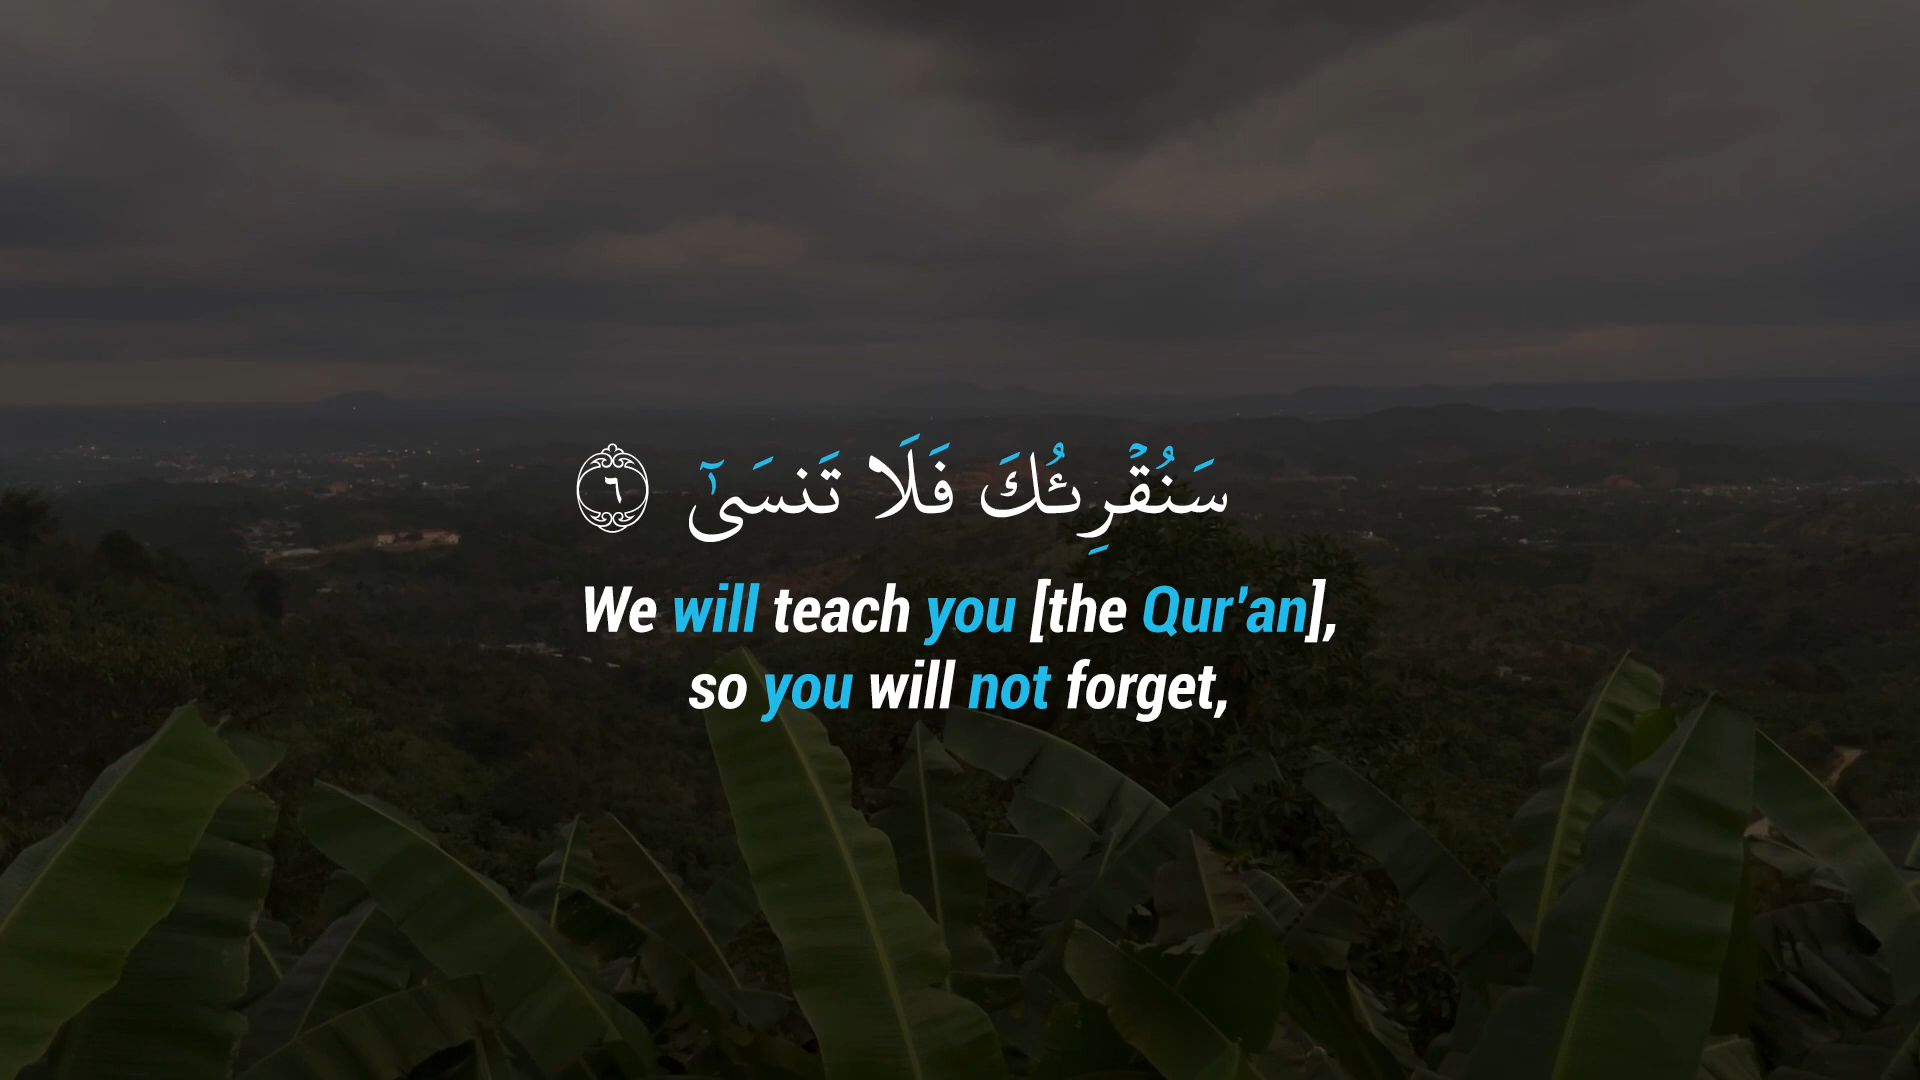 سَنُقۡرِئُكَ فَلَا تَنسَىٰٓ ٦
We will teach you [the Qur'an],
so you will not forget,